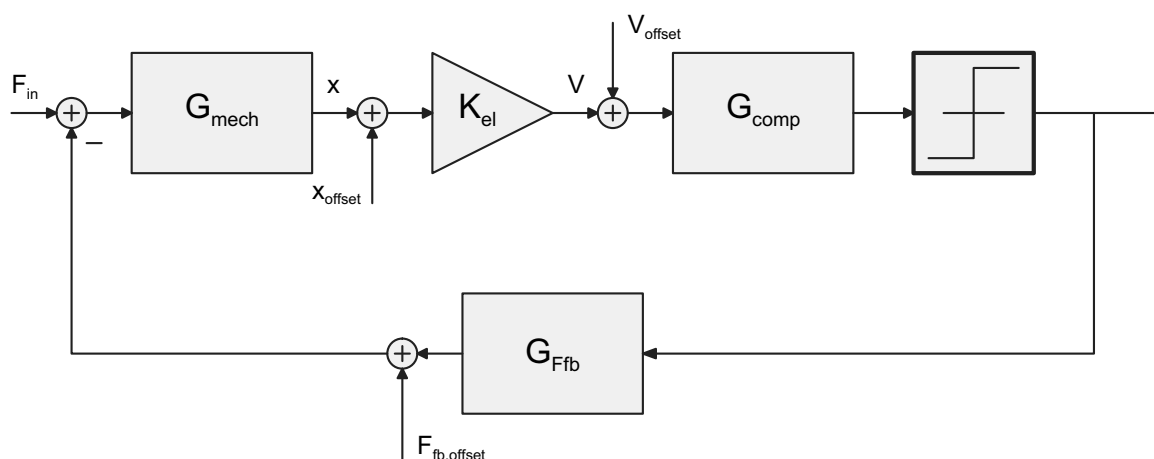 V_offset
F_in
G_mech
x
K_el
V
G_comp
x_offset
G_Ffb
F_fb,offset